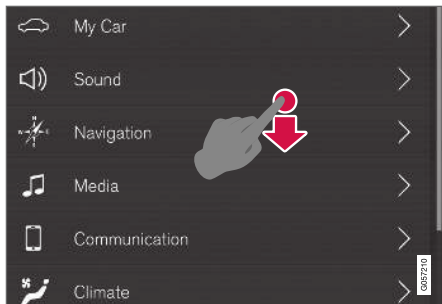 My Car
Sound
Navigation
Media
Communication
Climate
G057210